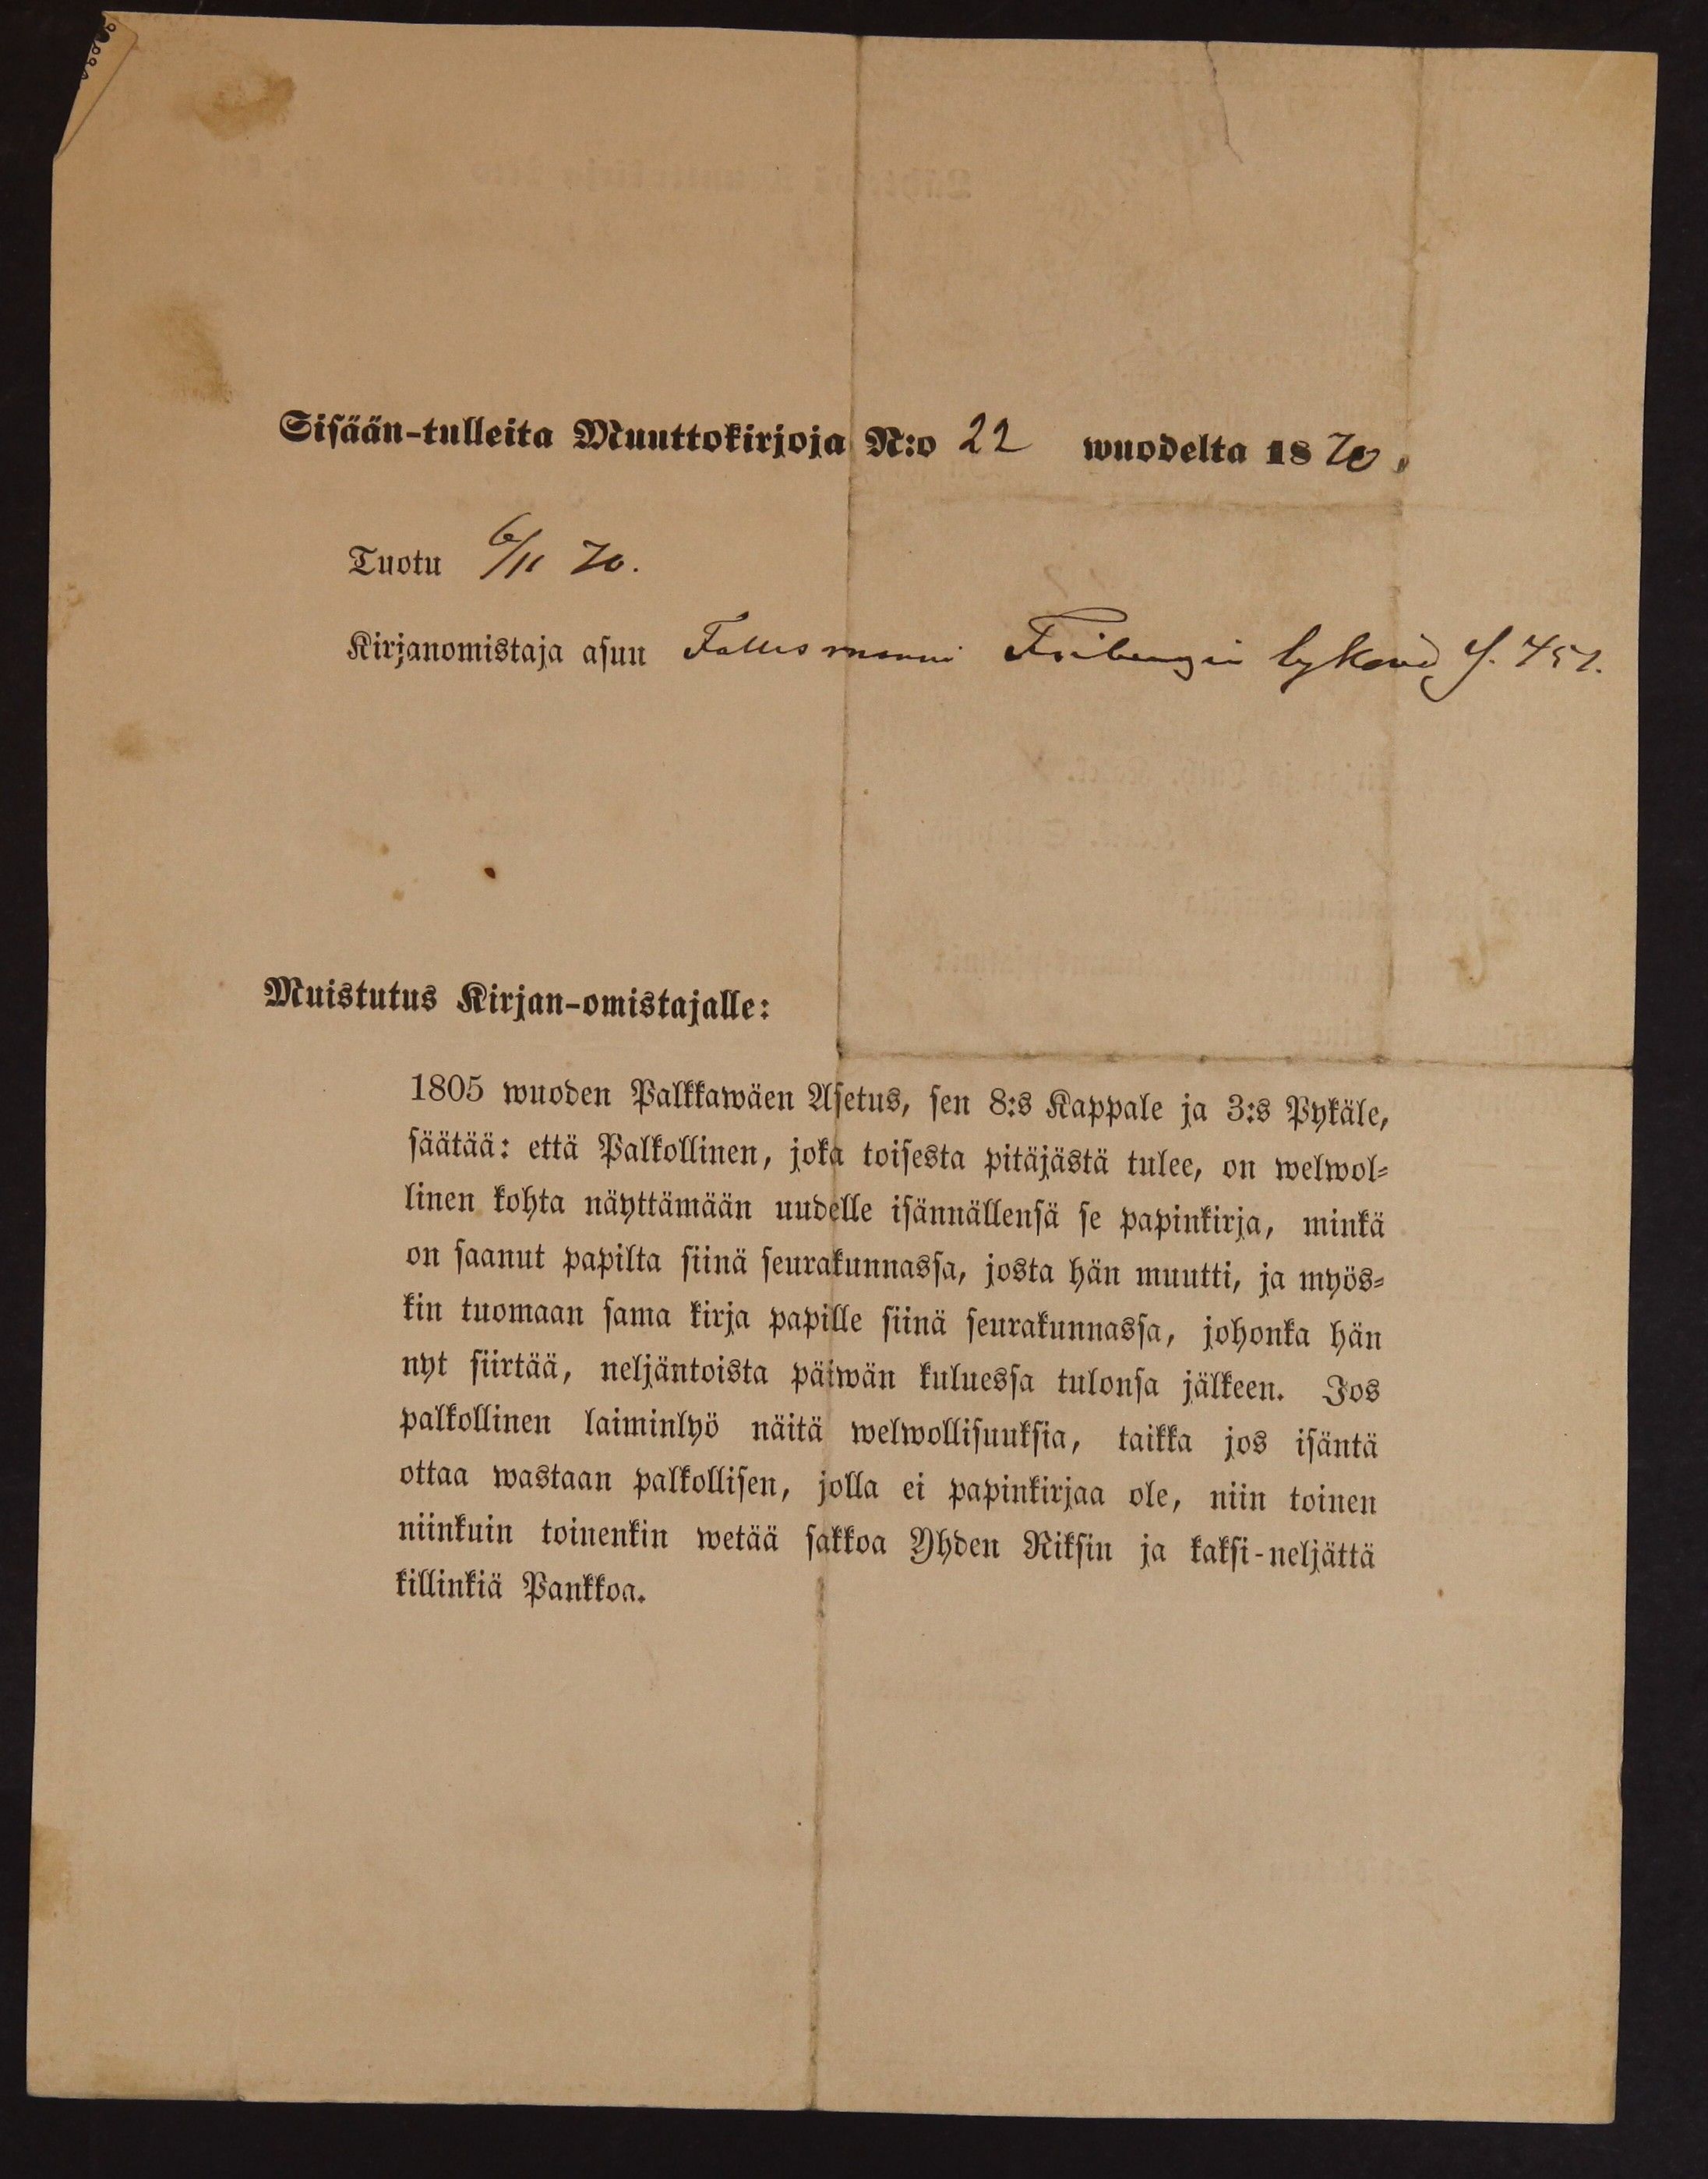 Sisään-tulleita Muuttokirjoja N:o 22 wuodelta 1870.
Tuotu 6/11 70.
Kirjanomistaja asuu Fallesmanni Fribergin lykönä S. 451.
Muistutus Kirjan-omistajalle:
1805 wuoden Palkkawäen Asetus, sen 8:s Kappale ja 3:s Pykäle,
säätää: että Palkollinen, joka toisesta pitäjästä tulee, on welwol-
linen kohta näyttämään uudelle isännällensä se papinkirja, minkä
on saanut papilta siinä seurakunnassa, josta hän muutti, ja myös-
kin tuomaan sama kirja papille siinä seurakunnassa, johonka hän
nyt siirtää, neljäntoista päiwän kuluessa tulonsa jälkeen. Jos
palkollinen laiminlyö näitä welwollisuuksia, taikka jos isäntä
ottaa wastaan palkollisen, jolla ei papinkirjaa ole, niin toinen
niinkuin toinenkin wetää sakkoa Yhden Riksin ja kaksi-neljättä
killinkiä Pankkoa.